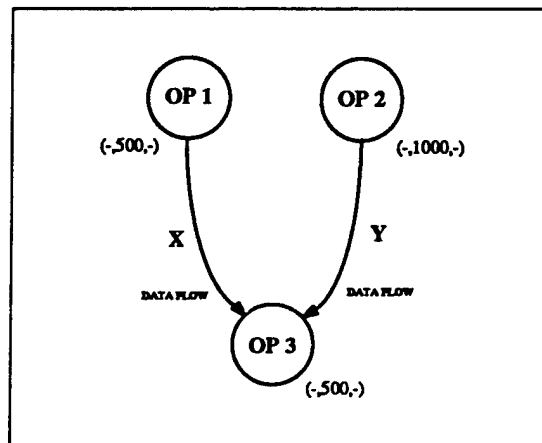 OP 1
OP 2
(-,500,-)
(-,1000,-)
X
Y
DATA FLOW
DATA FLOW
OP 3
(-,500,-)